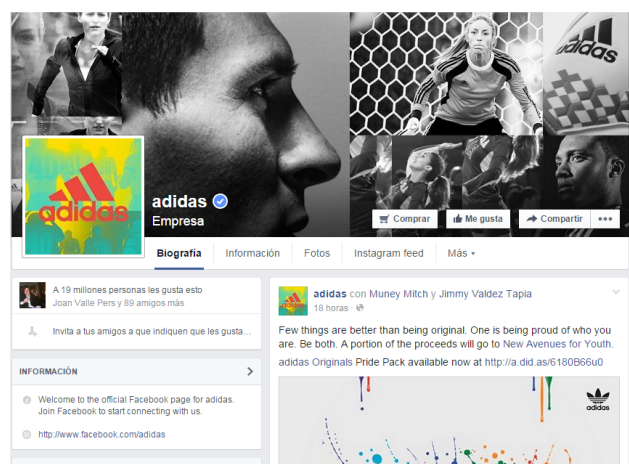 adidas
adidas
adidas
Empresa
Comprar
Me gusta
Compartir
Biografía
Información
Fotos
Instagram feed
Más
A 19 millones personas les gusta esto
Joan Valle Pers y 89 amigos más
Invita a tus amigos a que indiquen que les gusta...
INFORMACIÓN
Welcome to the official Facebook page for adidas.
Join Facebook to start connecting with us.
http://www.facebook.com/adidas
adidas con Muney Mitch y Jimmy Valdez Tapia
18 horas ·
Few things are better than being original. One is being proud of who you
are. Be both. A portion of the proceeds will go to New Avenues for Youth.
adidas Originals Pride Pack available now at http://a.did.as/6180B66u0
adidas